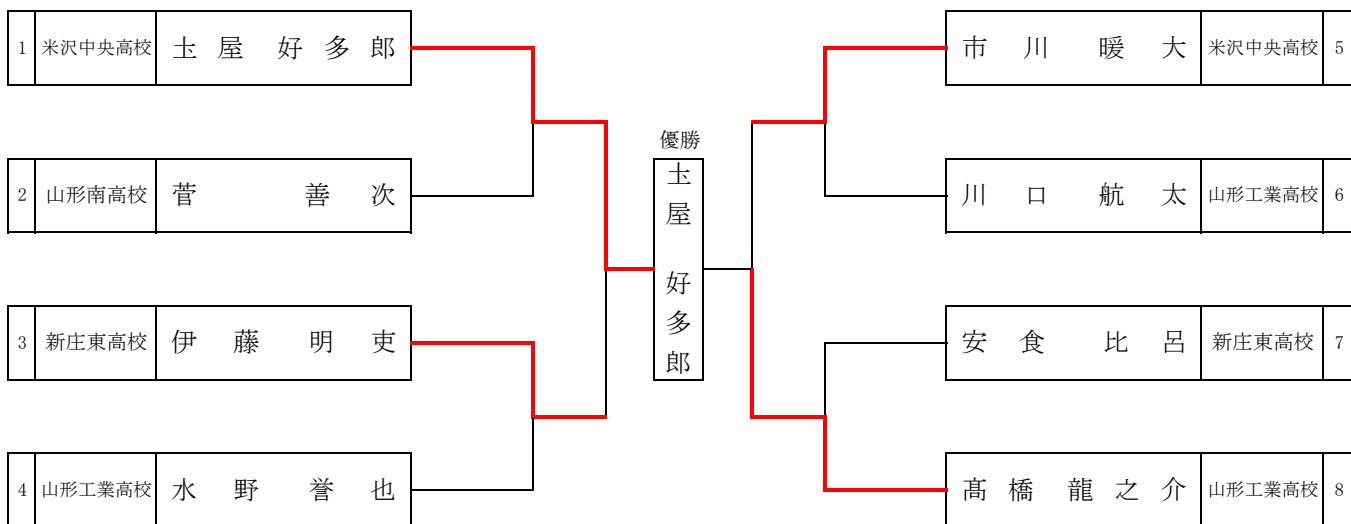 1 米沢中央高校 圡屋 好多郎
2 山形南高校 菅 善次
3 新庄東高校 伊藤 明吏
4 山形工業高校 水野 誉也
優勝
圡屋 好多郎
市川 暖大 米沢中央高校 5
川口 航太 山形工業高校 6
安食 比呂 新庄東高校 7
髙橋 龍之介 山形工業高校 8